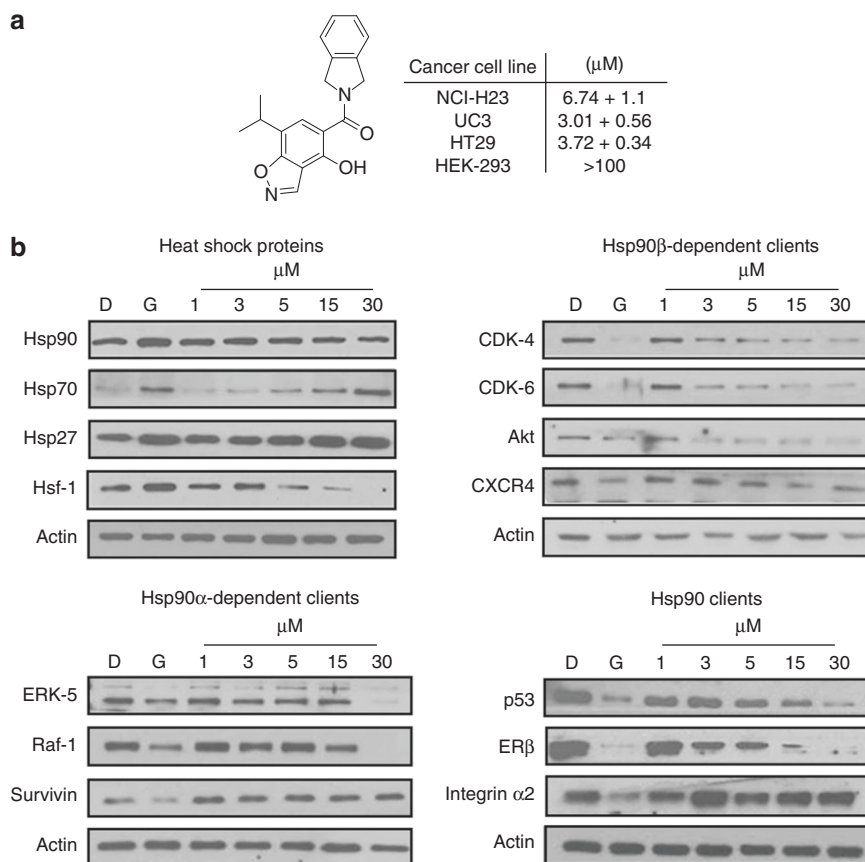 a
N
O
OH
O
N
Cancer cell line (μM)
NCI-H23 6.74 + 1.1
UC3 3.01 + 0.56
HT29 3.72 + 0.34
HEK-293 >100
b
Heat shock proteins
μM
D G 1 3 5 15 30
Hsp90
Hsp70
Hsp27
Hsf-1
Actin
Hsp90β-dependent clients
μM
D G 1 3 5 15 30
CDK-4
CDK-6
Akt
CXCR4
Actin
Hsp90α-dependent clients
μM
D G 1 3 5 15 30
ERK-5
Raf-1
Survivin
Actin
Hsp90 clients
μM
D G 1 3 5 15 30
p53
ERβ
Integrin α2
Actin